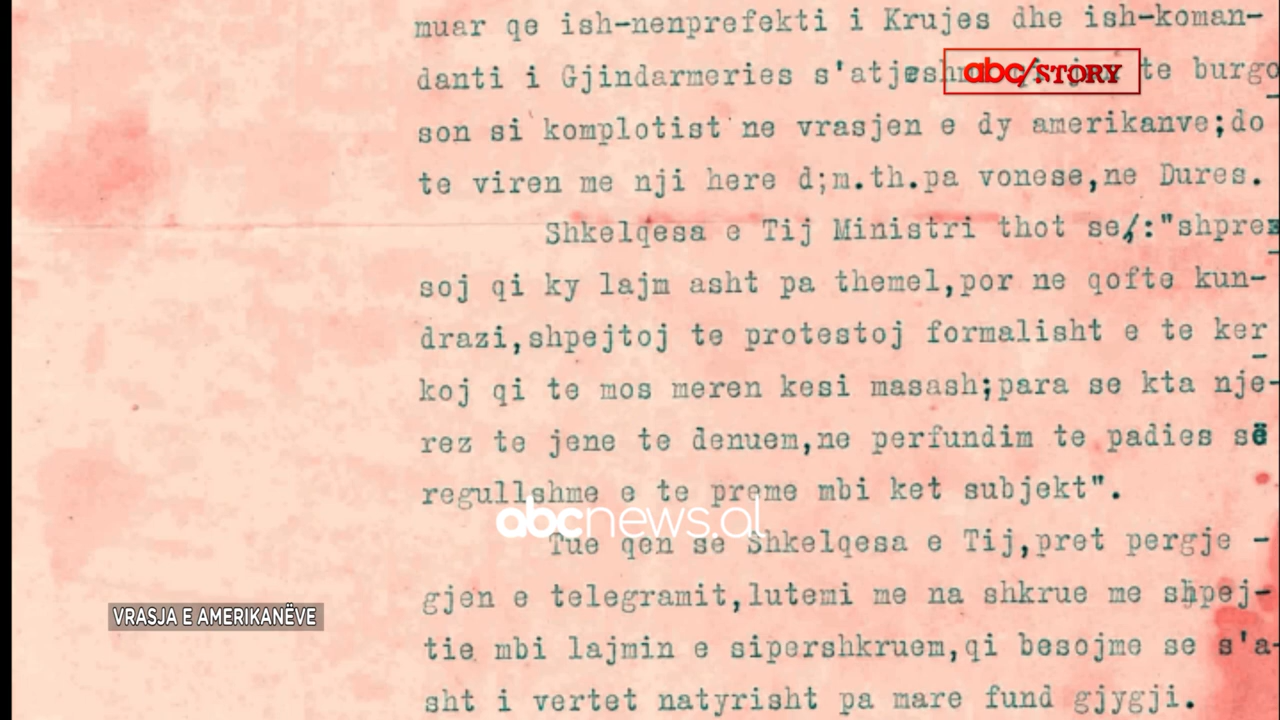 muar qe ish-nenprefekti i Krujes dhe ish-koman-
danti i Gjindarmeries te burgo
abc/STORY
son si komplotist ne vrasjen e dy amerikanve;do
te viren me nji here d;m.th.pa vonese,ne Dures.
Shkelqesa e Tij Ministri thot se/:"shprez
soj qi ky lajm asht pa themel,por ne qofte kun-
drazi,shpejtoj te protestoj formalisht e te ker
koj qi te mos meren kesi masash;para se kta nje-
rez te jene te denuem,ne perfundim te padies së
regullshme e te preme mbi ket subjekt".
abcnews.al
Tue qen se Shkelqesa e Tij,pret pergje -
gjen e telegramit,lutemi me na shkrue me shpej-
VRASJA E AMERIKANËVE
tie mbi lajmin e sipershkruem,qi besojme se s'a-
sht i vertet natyrisht pa mare fund gjygji.